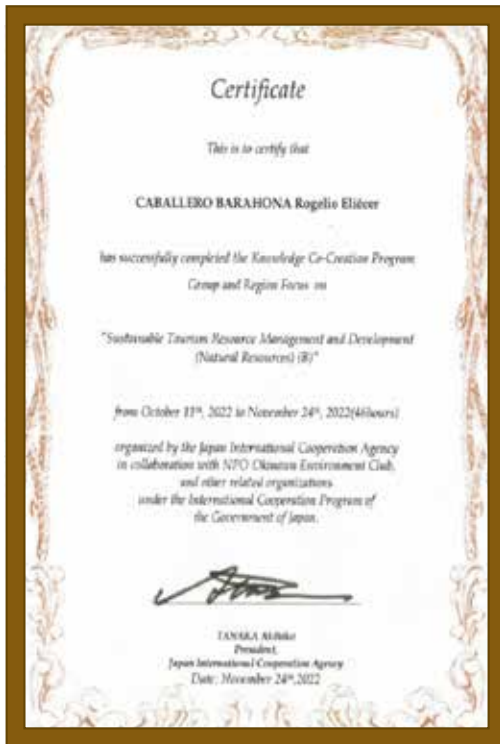 Certificate
This is to certify that
CABALLERO BARAHONA Rogelio Eliécer
has successfully completed the Knowledge Co-Creation Program
Group and Region Focus on
"Sustainable Tourism Resource Management and Development
(Natural Resources) (B)"
from October 11th, 2022 to November 24th, 2022(46hours)
organized by the Japan International Cooperation Agency
in collaboration with NPO Okinawa Environment Club,
and other related organizations
under the International Cooperation Program of
the Government of Japan.
TANAKA Akihiko
President,
Japan International Cooperation Agency
Date: November 24th, 2022